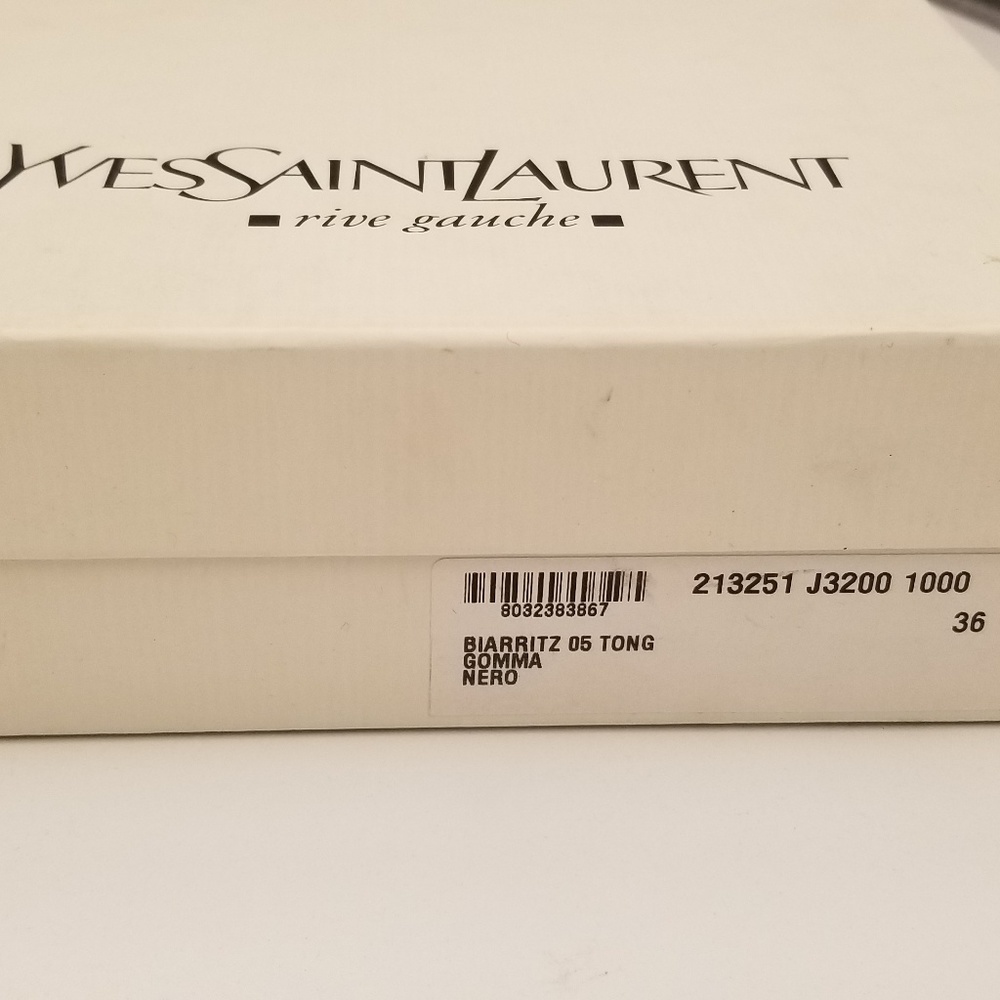 YVESSAINTLAURENT
rive gauche
213251 J3200 1000
8032383867
36
BIARRITZ 05 TONG
GOMMA
NERO